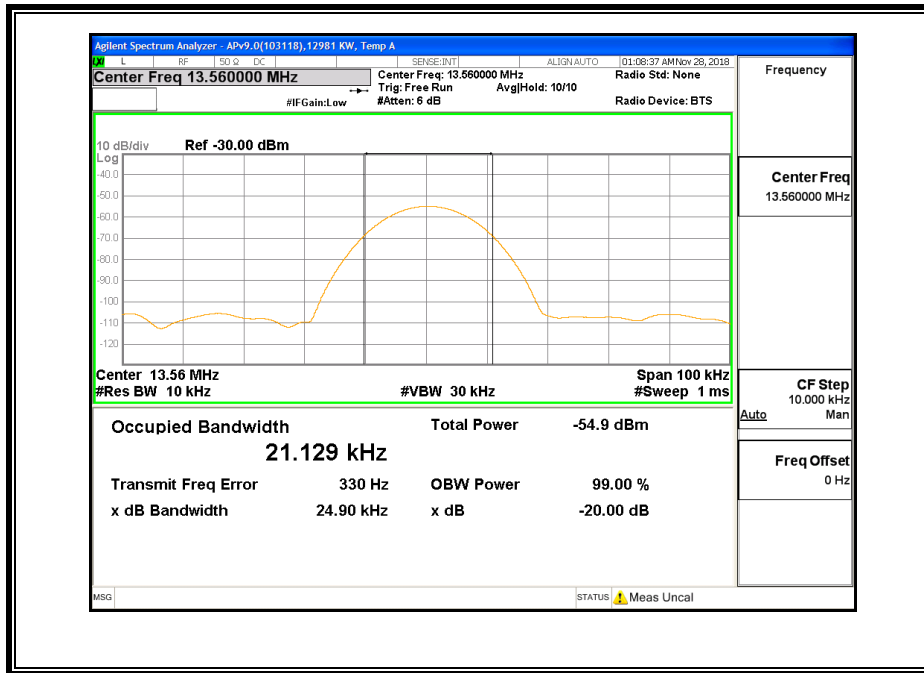 Agilent Spectrum Analyzer - APv9.0(103118),12981 KW, Temp A
LXI L RF 50 Ω DC SENSE:INT ALIGN AUTO 01:08:37 AM Nov 28, 2018
Center Freq 13.560000 MHz
Center Freq: 13.560000 MHz
Radio Std: None
Trig: Free Run Avg|Hold: 10/10
#IFGain:Low
#Atten: 6 dB
Radio Device: BTS
10 dB/div Ref -30.00 dBm
Log
-40.0
-50.0
-60.0
-70.0
-80.0
-90.0
-100
-110
-120
Center 13.56 MHz Span 100 kHz
#Res BW 10 kHz #VBW 30 kHz #Sweep 1 ms
Occupied Bandwidth Total Power -54.9 dBm
21.129 kHz
Transmit Freq Error 330 Hz OBW Power 99.00 %
x dB Bandwidth 24.90 kHz x dB -20.00 dB
MSG STATUS Meas Uncal
Frequency
Center Freq
13.560000 MHz
CF Step
10.000 kHz
Auto Man
Freq Offset
0 Hz